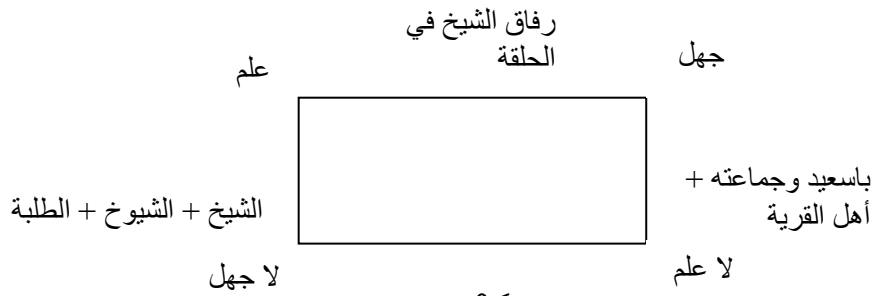 رفاق الشيخ في
الحلقة
جهل
علم
باسعيد وجماعته +
أهل القرية
الشيخ + الشيوخ + الطلبة
لا علم
لا جهل